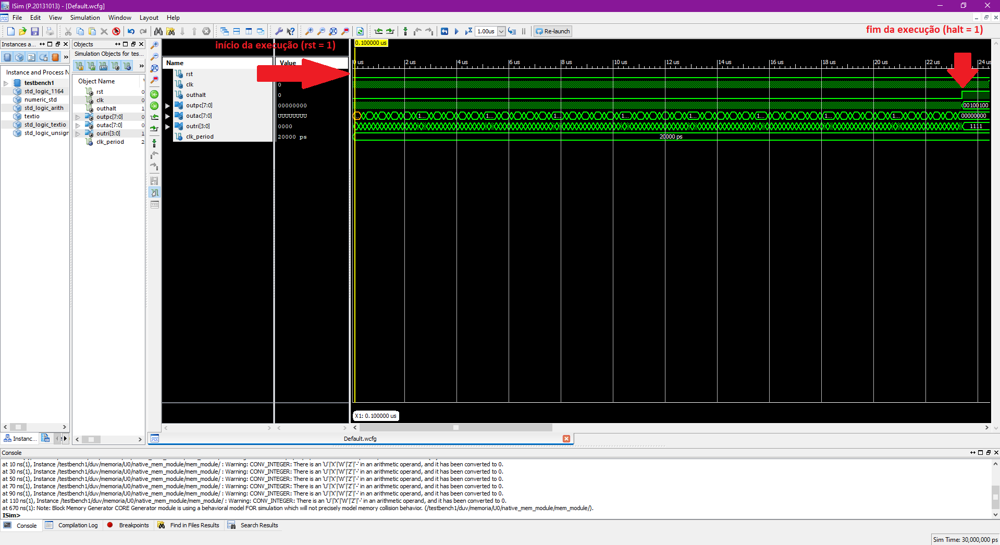 ISim (P.20131013) - [Default.wcfg]
File Edit View Simulation Window Layout Help
1.00us
Re-launch
fim da execução (halt = 1)
Instances a...
Objects
Simulation Objects for tes...
Instance and Process N
testbench1
std_logic_1164
numeric_std
std_logic_arith
textio
std_logic_textio
std_logic_unsign
Object Name
rst 0
clk 0
outhalt 1
outpc[7:0] 0
outac[7:0] 0
outri[3:0] 1
clk_period 2
início da execução (rst = 1)
Name Value
rst
clk 0
outhalt 0
outpc[7:0] 00000000
outac[7:0] UUUUUUUU
outri[3:0] 0000
clk_period 20000 ps
0.100000 us
0 us 2 us 4 us 6 us 8 us 10 us 12 us 14 us 16 us 18 us 20 us 22 us 24 us
00100100
... 1... 1... 1... 1... 1... 1... 1... 1... 00000000
1111
20000 ps
X1: 0.100000 us
Instanc...
Default.wcfg
Console
at 10 ns(1), Instance /testbench1/duv/memoria/U0/native_mem_module/mem_module/ : Warning: CONV_INTEGER: There is an 'U'|'X'|'W'|'Z'|'-' in an arithmetic operand, and it has been converted to 0.
at 30 ns(1), Instance /testbench1/duv/memoria/U0/native_mem_module/mem_module/ : Warning: CONV_INTEGER: There is an 'U'|'X'|'W'|'Z'|'-' in an arithmetic operand, and it has been converted to 0.
at 50 ns(1), Instance /testbench1/duv/memoria/U0/native_mem_module/mem_module/ : Warning: CONV_INTEGER: There is an 'U'|'X'|'W'|'Z'|'-' in an arithmetic operand, and it has been converted to 0.
at 70 ns(1), Instance /testbench1/duv/memoria/U0/native_mem_module/mem_module/ : Warning: CONV_INTEGER: There is an 'U'|'X'|'W'|'Z'|'-' in an arithmetic operand, and it has been converted to 0.
at 90 ns(1), Instance /testbench1/duv/memoria/U0/native_mem_module/mem_module/ : Warning: CONV_INTEGER: There is an 'U'|'X'|'W'|'Z'|'-' in an arithmetic operand, and it has been converted to 0.
at 110 ns(1), Instance /testbench1/duv/memoria/U0/native_mem_module/mem_module/ : Warning: CONV_INTEGER: There is an 'U'|'X'|'W'|'Z'|'-' in an arithmetic operand, and it has been converted to 0.
at 670 ns(1): Note: Block Memory Generator CORE Generator module is using a behavioral model FOR simulation which will not precisely model memory collision behavior. (/testbench1/duv/memoria/U0/native_mem_module/mem_module/).
ISim>
Console Compilation Log Breakpoints Find in Files Results Search Results
Sim Time: 30,000,000 ps